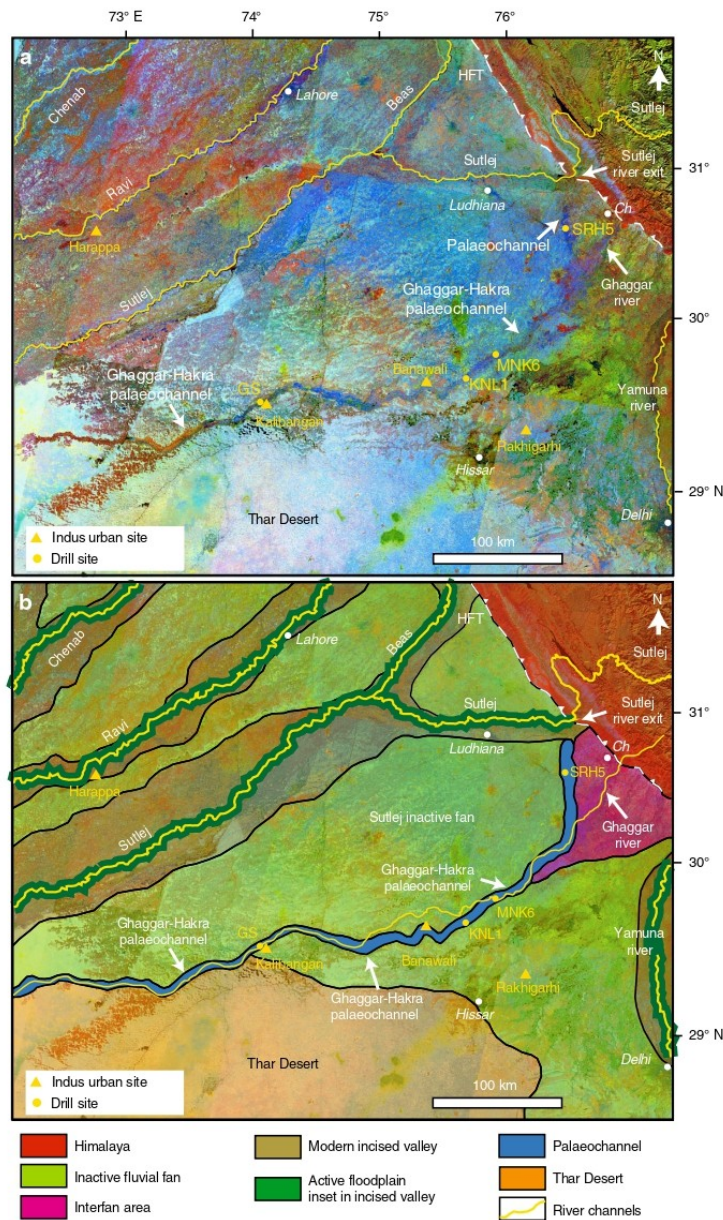 73° E
74°
75°
76°
a
N
HFT
Chenab
Lahore
Beas
Sutlej
Sutlej
river exit
31°
Ravi
Sutlej
Ludhiana
Ch
Harappa
SRH5
Palaeochannel
Ghaggar
river
Sutlej
Ghaggar-Hakra
palaeochannel
30°
MNK6
Banawali
KNL1
Ghaggar-Hakra
palaeochannel
GS
Kalibangan
Yamuna
river
Rakhigarhi
Hissar
29° N
Thar Desert
Delhi
Indus urban site
Drill site
100 km
b
N
HFT
Chenab
Lahore
Beas
Sutlej
Sutlej
river exit
31°
Ravi
Sutlej
Ludhiana
Ch
Harappa
SRH5
Sutlej inactive fan
Ghaggar
river
Sutlej
Ghaggar-Hakra
palaeochannel
30°
MNK6
Ghaggar-Hakra
palaeochannel
GS
KNL1
Yamuna
river
Kalibangan
Banawali
Rakhigarhi
Ghaggar-Hakra
palaeochannel
Hissar
29° N
Thar Desert
Delhi
Indus urban site
Drill site
100 km
Himalaya
Modern incised valley
Palaeochannel
Inactive fluvial fan
Active floodplain
inset in incised valley
Thar Desert
Interfan area
River channels